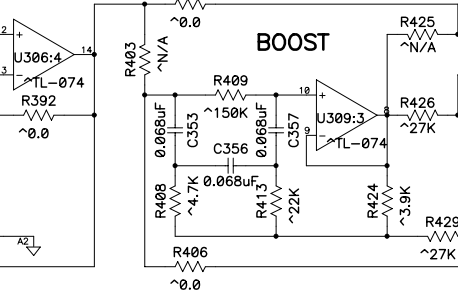 ^0.0
R425
^N/A
BOOST
R403
^N/A
2
U306:4
14
3
^TL-074
R409
^150K
10
U309:3
8
9
^TL-074
R426
^27K
R392
^0.0
0.068uF
C353
0.068uF
C357
C356
0.068uF
R408
^4.7K
R413
^22K
R424
^3.9K
R429
^27K
A2
R406
^0.0